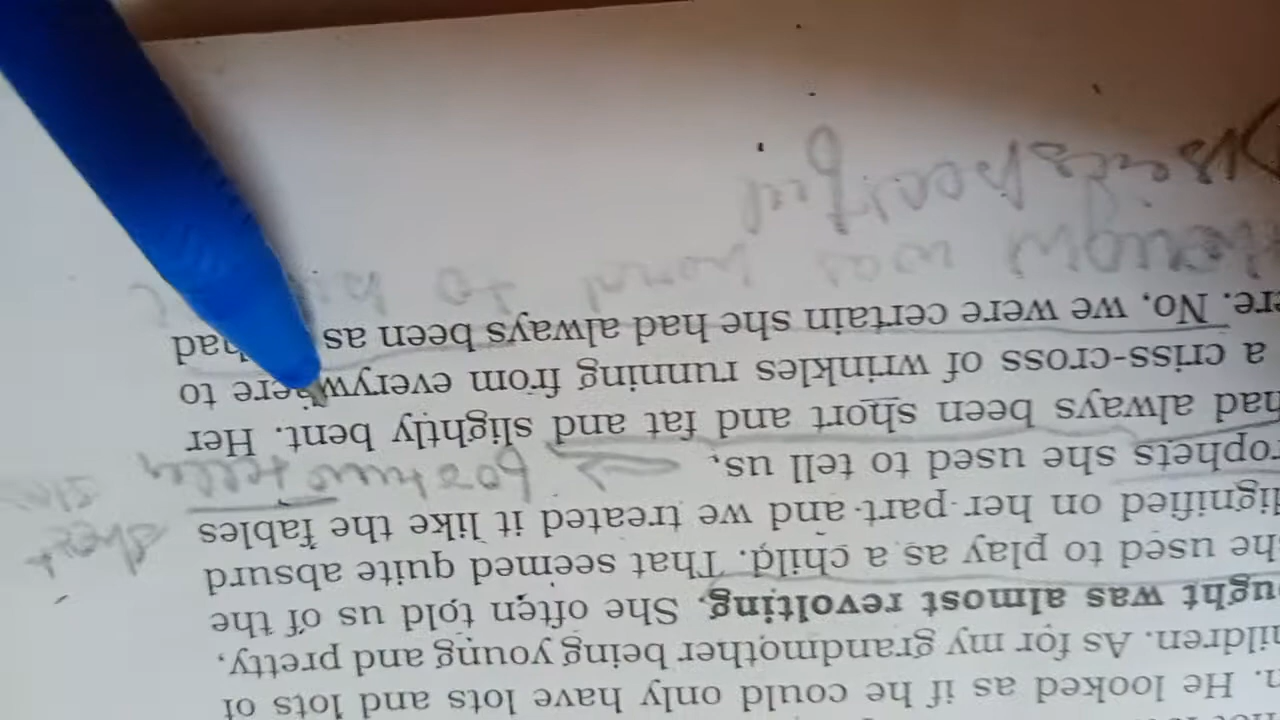 . He looked as if he could only have lots and lots of
ildren. As for my grandmother being young and pretty,
ught was almost revolting. She often told us of the
he used to play as a child. That seemed quite absurd
lignified on her part and we treated it like the fables
short
rophets she used to tell us.
had always been short and fat and slightly bent. Her
a criss-cross of wrinkles running from everywhere to
re. No, we were certain she had always been as had
was to